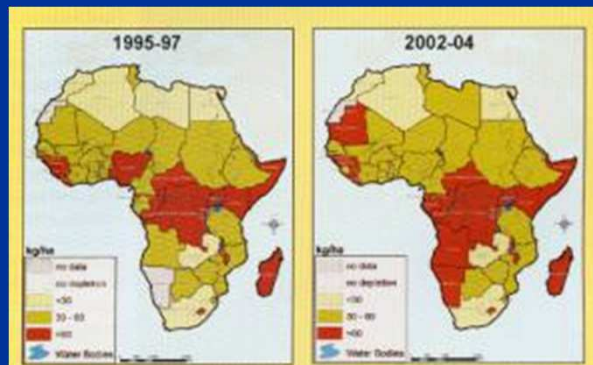 1995-97
kg/ha
no data
no depletion
<30
30 - 60
>60
Water Bodies
2002-04
kg/ha
no data
no depletion
<30
30 - 60
>60
Water Bodies